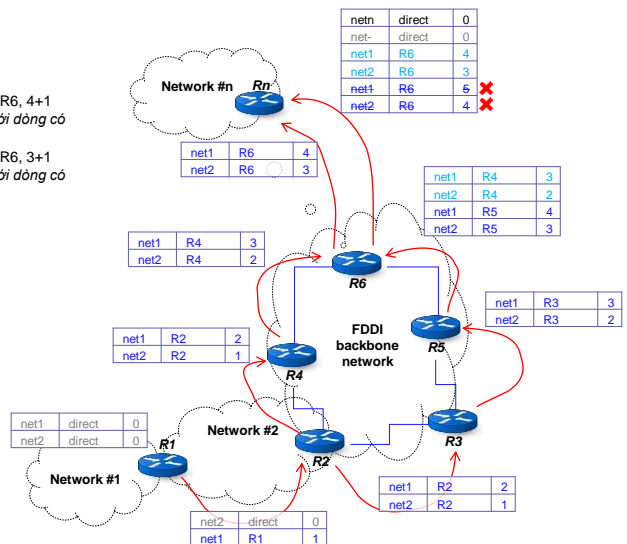 netn direct 0
net- direct 0
net1 R6 4
net2 R6 3
net1 R6 5
net2 R6 4
Network #n
Rn
R6, 4+1
ới dòng có
R6, 3+1
ới dòng có
net1 R6 4
net2 R6 3
net1 R4 3
net2 R4 2
net1 R5 4
net2 R5 3
net1 R4 3
net2 R4 2
R6
net1 R3 3
net2 R3 2
FDDI
backbone
network
R5
net1 R2 2
net2 R2 1
R4
net1 direct 0
net2 direct 0
Network #2
R1
R3
R2
Network #1
net1 R2 2
net2 R2 1
net2 direct 0
net1 R1 1